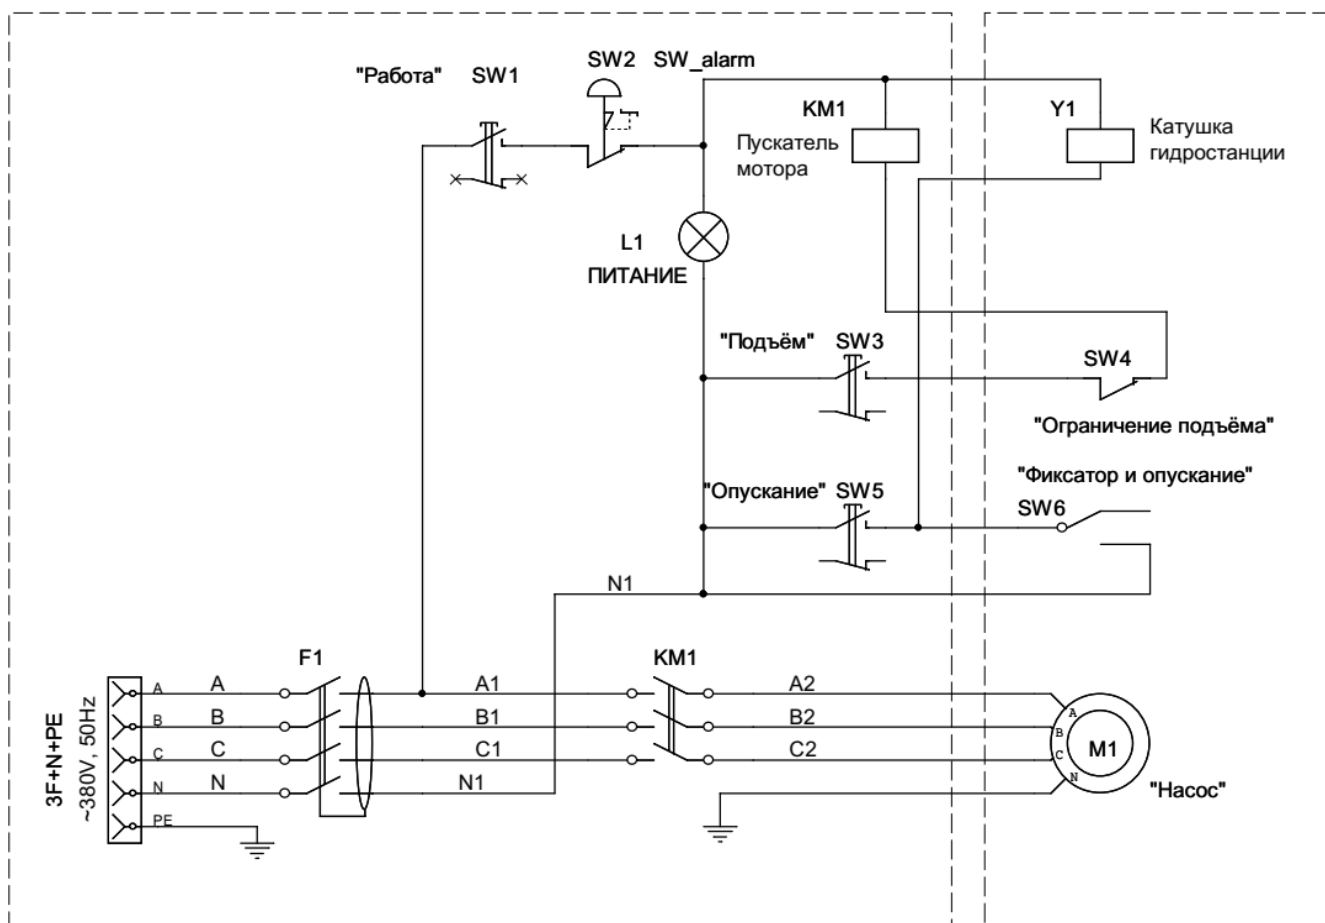 "Работа" SW1
SW2 SW_alarm
KM1
Пускатель
мотора
Y1
Катушка
гидростанции
L1
ПИТАНИЕ
"Подъём" SW3
SW4
"Ограничение подъёма"
"Опускание" SW5
"Фиксатор и опускание"
SW6
N1
F1
KM1
3F+N+PE
~380V, 50Hz
A A A1 A2 A
B B B1 B2 B
C C C1 C2 C
N N N1 N
PE
M1
"Насос"